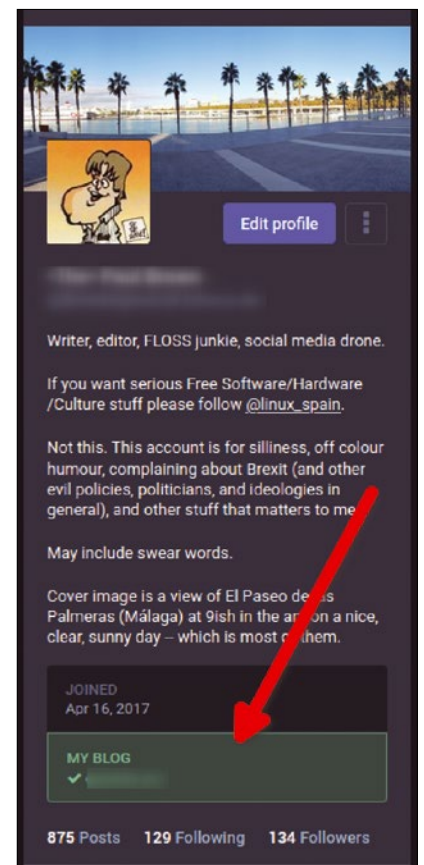 Edit profile
Writer, editor, FLOSS junkie, social media drone.
If you want serious Free Software/Hardware
/Culture stuff please follow @linux_spain.
Not this. This account is for silliness, off colour
humour, complaining about Brexit (and other
evil policies, politicians, and ideologies in
general), and other stuff that matters to me
May include swear words.
Cover image is a view of El Paseo de
Palmeras (Málaga) at 9ish in the am on a nice,
clear, sunny day – which is most of them.
JOINED
Apr 16, 2017
MY BLOG
875 Posts 129 Following 134 Followers